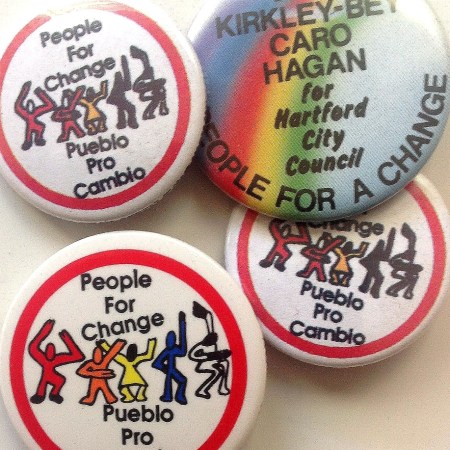 People
For
Change
Pueblo
Pro
Cambio
KIRKLEY-BEY
CARO
HAGAN
for
Hartford
City
Council
PEOPLE FOR A CHANGE
Change
Pueblo
Pro
Cambio
People
For
Change
Pueblo
Pro